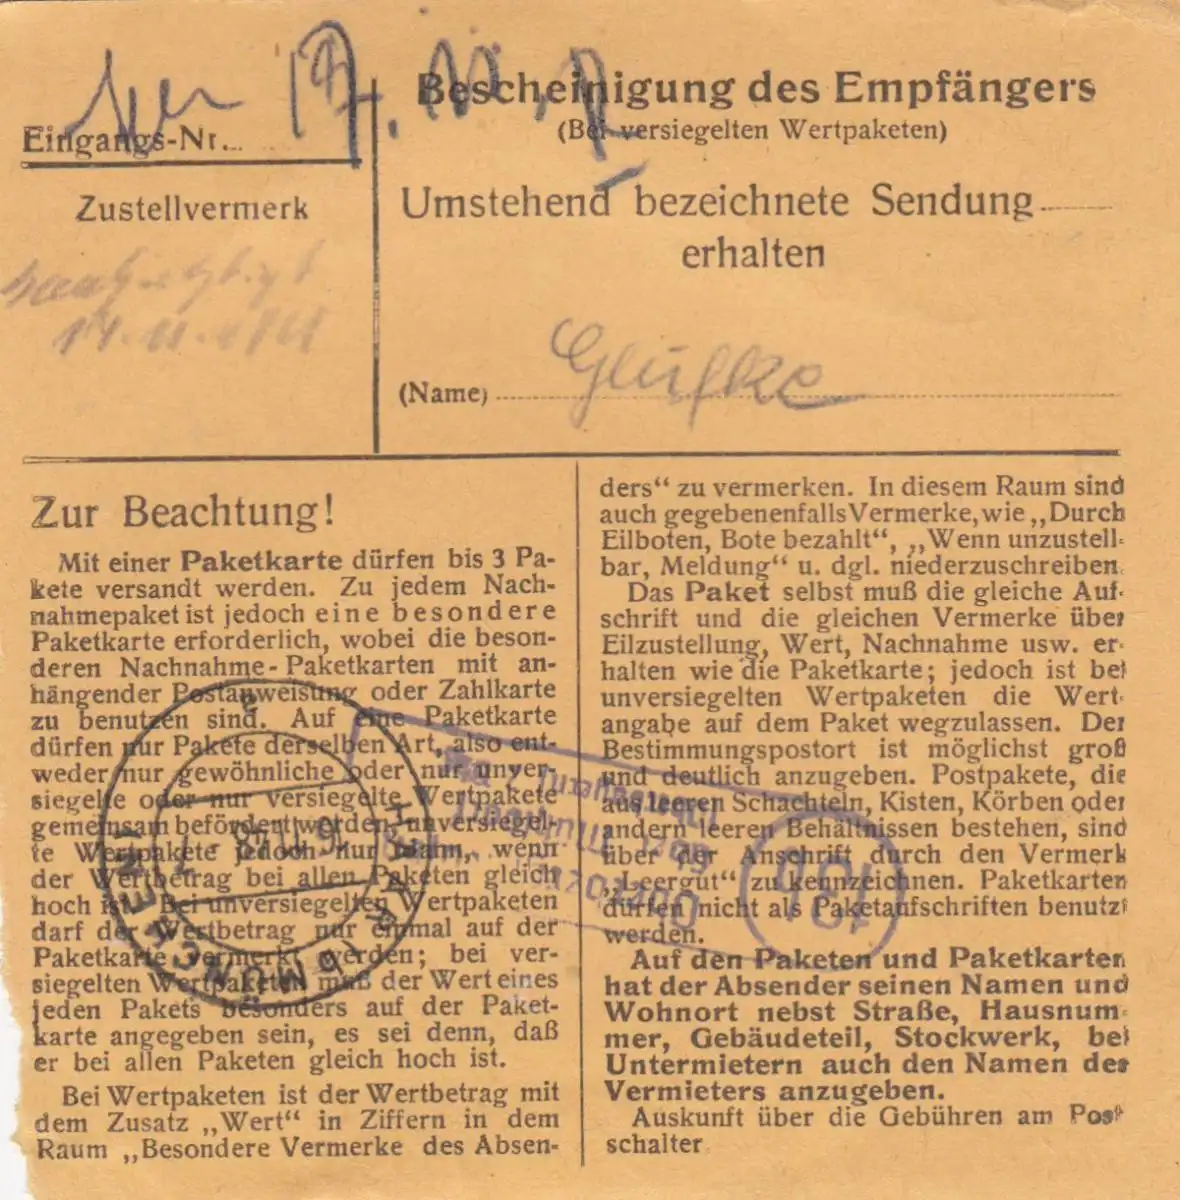 Eingangs-Nr.
Zustellvermerk
Bescheinigung des Empfängers
(Bei versiegelten Wertpaketen)
Umstehend bezeichnete Sendung
erhalten
(Name)
Zur Beachtung!
Mit einer Paketkarte dürfen bis 3 Pa-
kete versandt werden. Zu jedem Nach-
nahmepaket ist jedoch eine besondere
Paketkarte erforderlich, wobei die beson-
deren Nachnahme-Paketkarten mit an-
hängender Postanweisung oder Zahlkarte
zu benutzen sind. Auf eine Paketkarte
dürfen nur Pakete derselben Art, also ent-
weder nur gewöhnliche oder nur unver-
siegelte oder nur versiegelte Wertpakete
gemeinsam befördert werden, unversiegel-
te Wertpakete jedoch nur dann, wenn
der Wertbetrag bei allen Paketen gleich
hoch ist. Bei unversiegelten Wertpaketen
darf der Wertbetrag nur einmal auf der
Paketkarte vermerkt werden; bei ver-
siegelten Wertpaketen muß der Wert eines
jeden Pakets besonders auf der Paket-
karte angegeben sein, es sei denn, daß
er bei allen Paketen gleich hoch ist.
Bei Wertpaketen ist der Wertbetrag mit
dem Zusatz „Wert“ in Ziffern in dem
Raum „Besondere Vermerke des Absen-
ders“ zu vermerken. In diesem Raum sind
auch gegebenenfalls Vermerke, wie „Durch
Eilboten, Bote bezahlt“, „Wenn unzustell-
bar, Meldung“ u. dgl. niederzuschreiben.
Das Paket selbst muß die gleiche Auf-
schrift und die gleichen Vermerke über
Eilzustellung, Wert, Nachnahme usw. er-
halten wie die Paketkarte; jedoch ist bei
unversiegelten Wertpaketen die Wert-
angabe auf dem Paket wegzulassen. Der
Bestimmungspostort ist möglichst groß
und deutlich anzugeben. Postpakete, die
aus leeren Schachteln, Kisten, Körben oder
andern leeren Behältnissen bestehen, sind
über der Anschrift durch den Vermerk
„Leergut“ zu kennzeichnen. Paketkarten
dürfen nicht als Paketaufschriften benutzt
werden.
Auf den Paketen und Paketkarten
hat der Absender seinen Namen und
Wohnort nebst Straße, Hausnum-
mer, Gebäudeteil, Stockwerk, bei
Untermietern auch den Namen des
Vermieters anzugeben.
Auskunft über die Gebühren am Post-
schalter